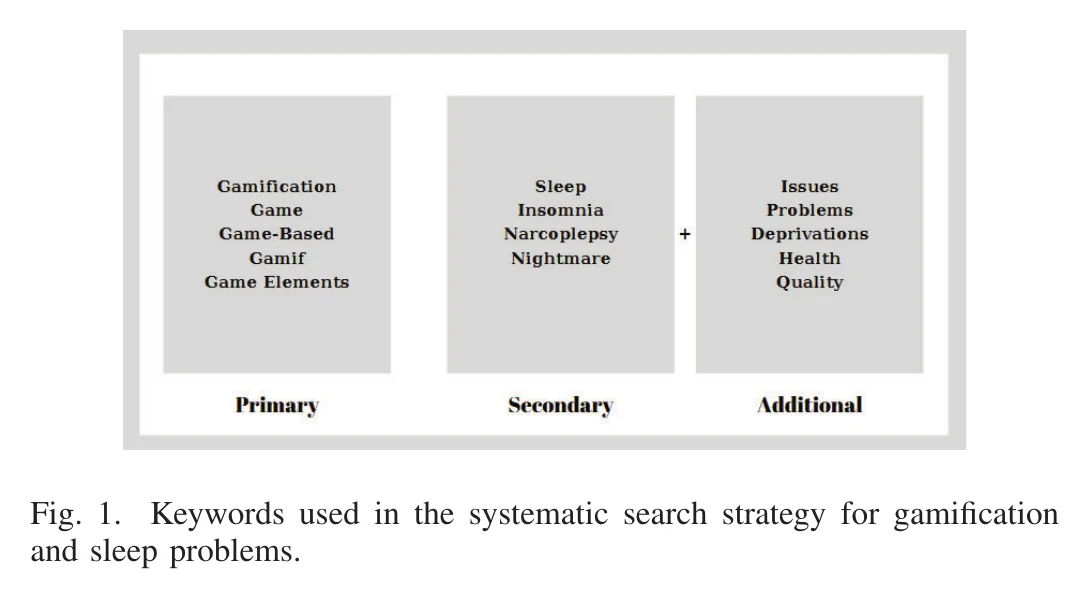 Gamification
Game
Game-Based
Gamif
Game Elements
Primary
Sleep
Insomnia
Narcoplepsy
Nightmare
Secondary
+
Issues
Problems
Deprivations
Health
Quality
Additional
Fig. 1. Keywords used in the systematic search strategy for gamification
and sleep problems.